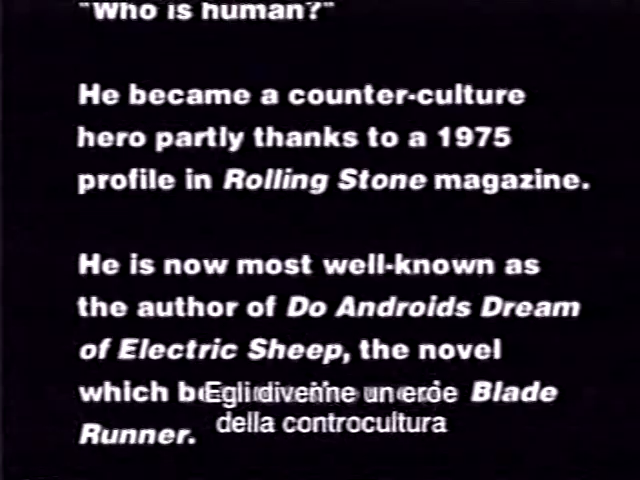 "Who is human?"
He became a counter-culture
hero partly thanks to a 1975
profile in Rolling Stone magazine.
He is now most well-known as
the author of Do Androids Dream
of Electric Sheep, the novel
which Blade
Runner.
Egli divenne un eroe
della controcultura